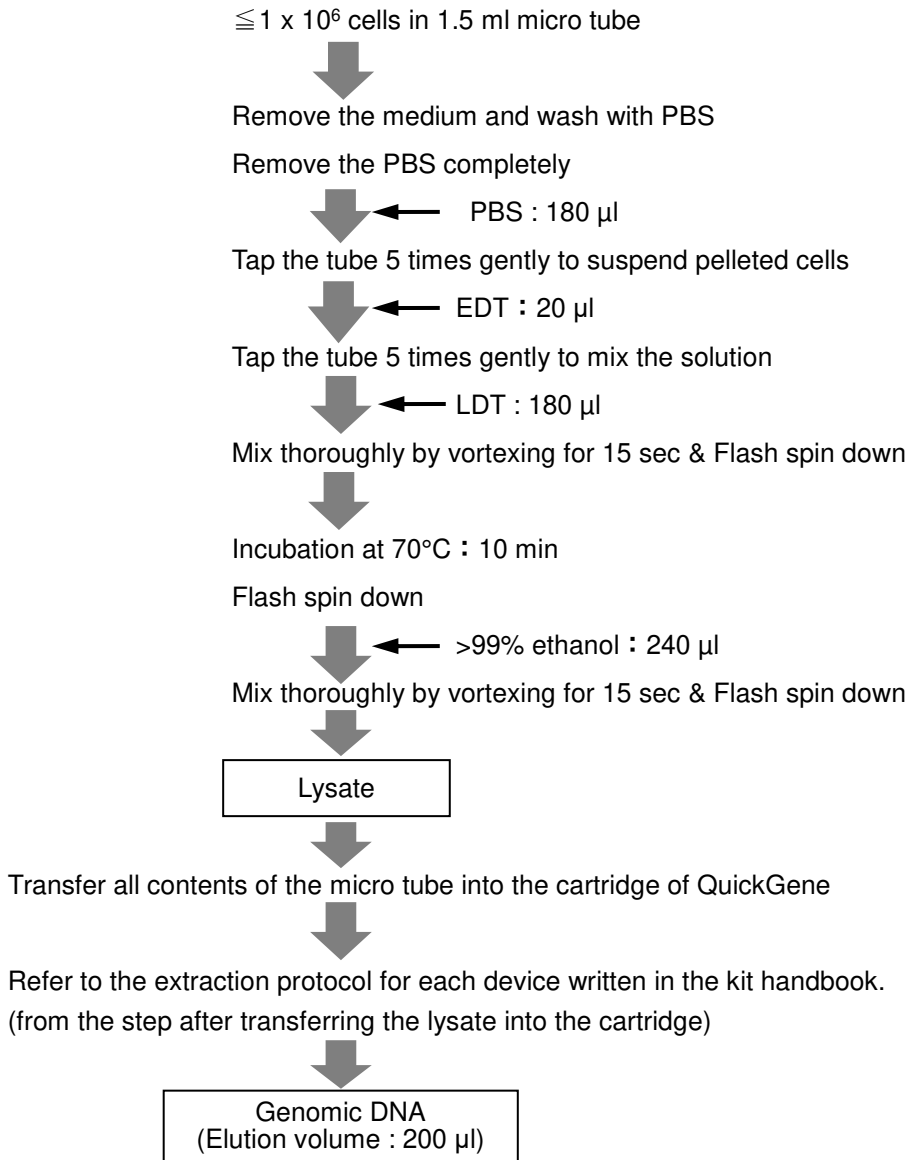 ≦1 x 10⁶ cells in 1.5 ml micro tube
Remove the medium and wash with PBS
Remove the PBS completely
PBS : 180 µl
Tap the tube 5 times gently to suspend pelleted cells
EDT：20 µl
Tap the tube 5 times gently to mix the solution
LDT : 180 µl
Mix thoroughly by vortexing for 15 sec & Flash spin down
Incubation at 70°C：10 min
Flash spin down
>99% ethanol：240 µl
Mix thoroughly by vortexing for 15 sec & Flash spin down
Lysate
Transfer all contents of the micro tube into the cartridge of QuickGene
Refer to the extraction protocol for each device written in the kit handbook.
(from the step after transferring the lysate into the cartridge)
Genomic DNA
(Elution volume : 200 µl)